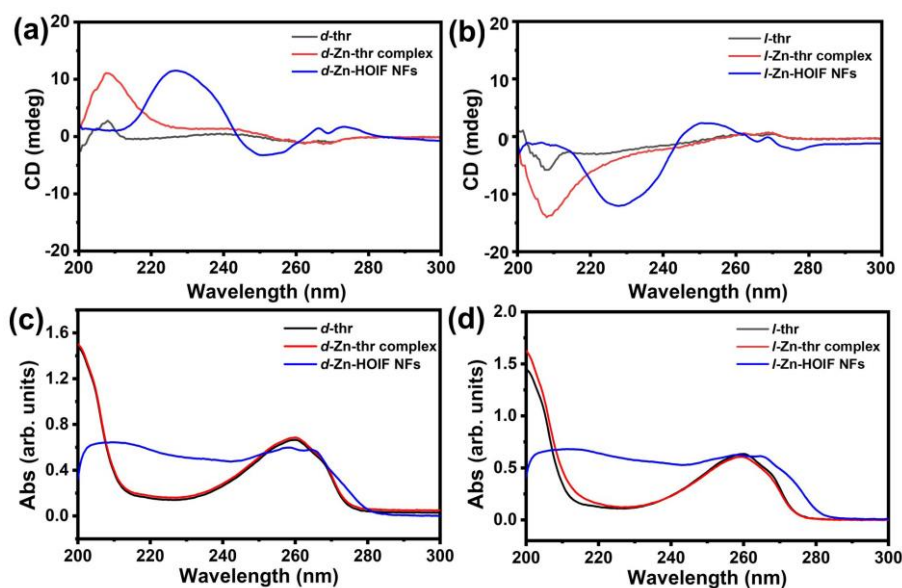 (a)
d-thr
d-Zn-thr complex
d-Zn-HOIF NFs
CD (mdeg)
20
10
0
-10
-20
200 220 240 260 280 300
Wavelength (nm)
(b)
l-thr
l-Zn-thr complex
l-Zn-HOIF NFs
CD (mdeg)
20
10
0
-10
-20
200 220 240 260 280 300
Wavelength (nm)
(c)
d-thr
d-Zn-thr complex
d-Zn-HOIF NFs
Abs (arb. units)
1.6
1.2
0.8
0.4
0.0
200 220 240 260 280 300
Wavelength (nm)
(d)
l-thr
l-Zn-thr complex
l-Zn-HOIF NFs
Abs (arb. units)
2.0
1.5
1.0
0.5
0.0
200 220 240 260 280 300
Wavelength (nm)